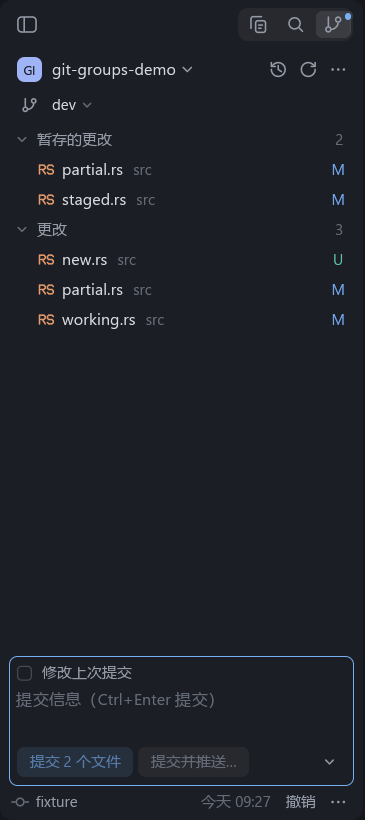 GI git-groups-demo
dev
暂存的更改 2
RS partial.rs src M
RS staged.rs src M
更改 3
RS new.rs src U
RS partial.rs src M
RS working.rs src M
修改上次提交
提交信息（Ctrl+Enter 提交）
提交 2 个文件 提交并推送...
fixture 今天 09:27 撤销